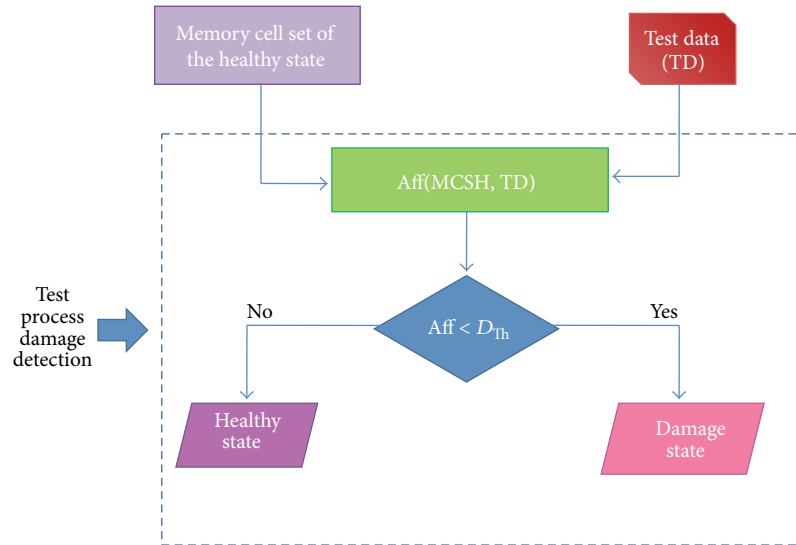 Memory cell set of
the healthy state
Test data
(TD)
Aff(MCSH, TD)
Test
process
damage
detection
No
Aff < D_Th
Yes
Healthy
state
Damage
state